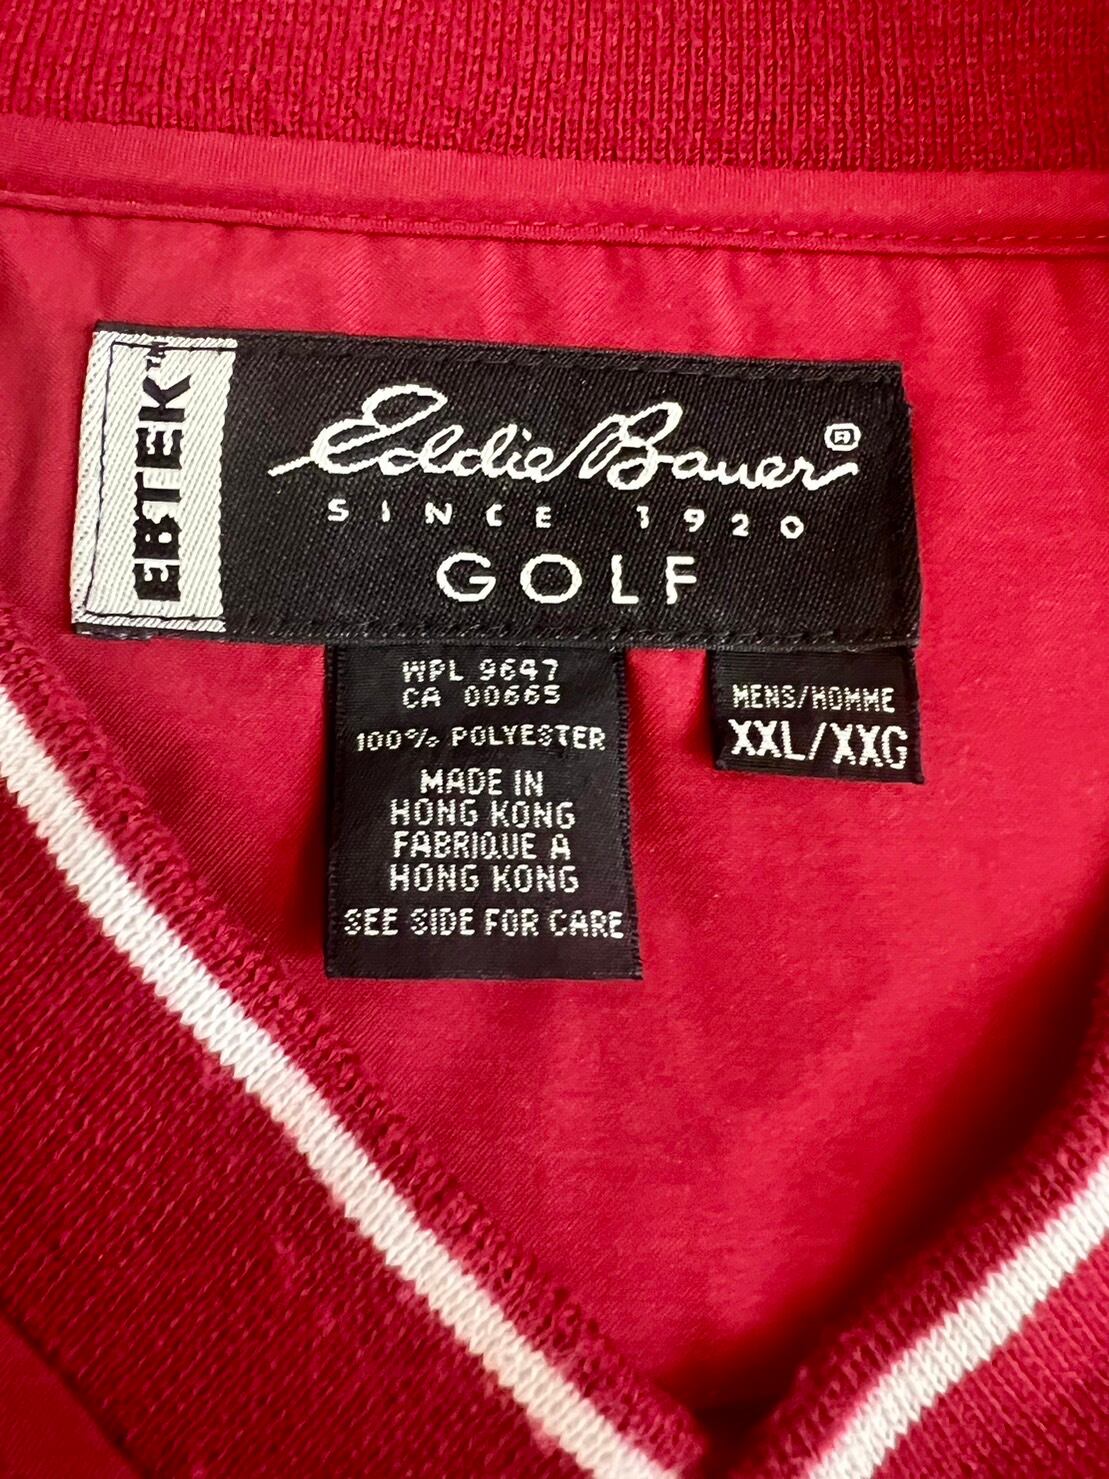 EBTEK™
Eddie Bauer®
SINCE 1920
GOLF
WPL 9647
CA 00665
100% POLYESTER
MADE IN
HONG KONG
FABRIQUE A
HONG KONG
SEE SIDE FOR CARE
MENS/HOMME
XXL/XXG